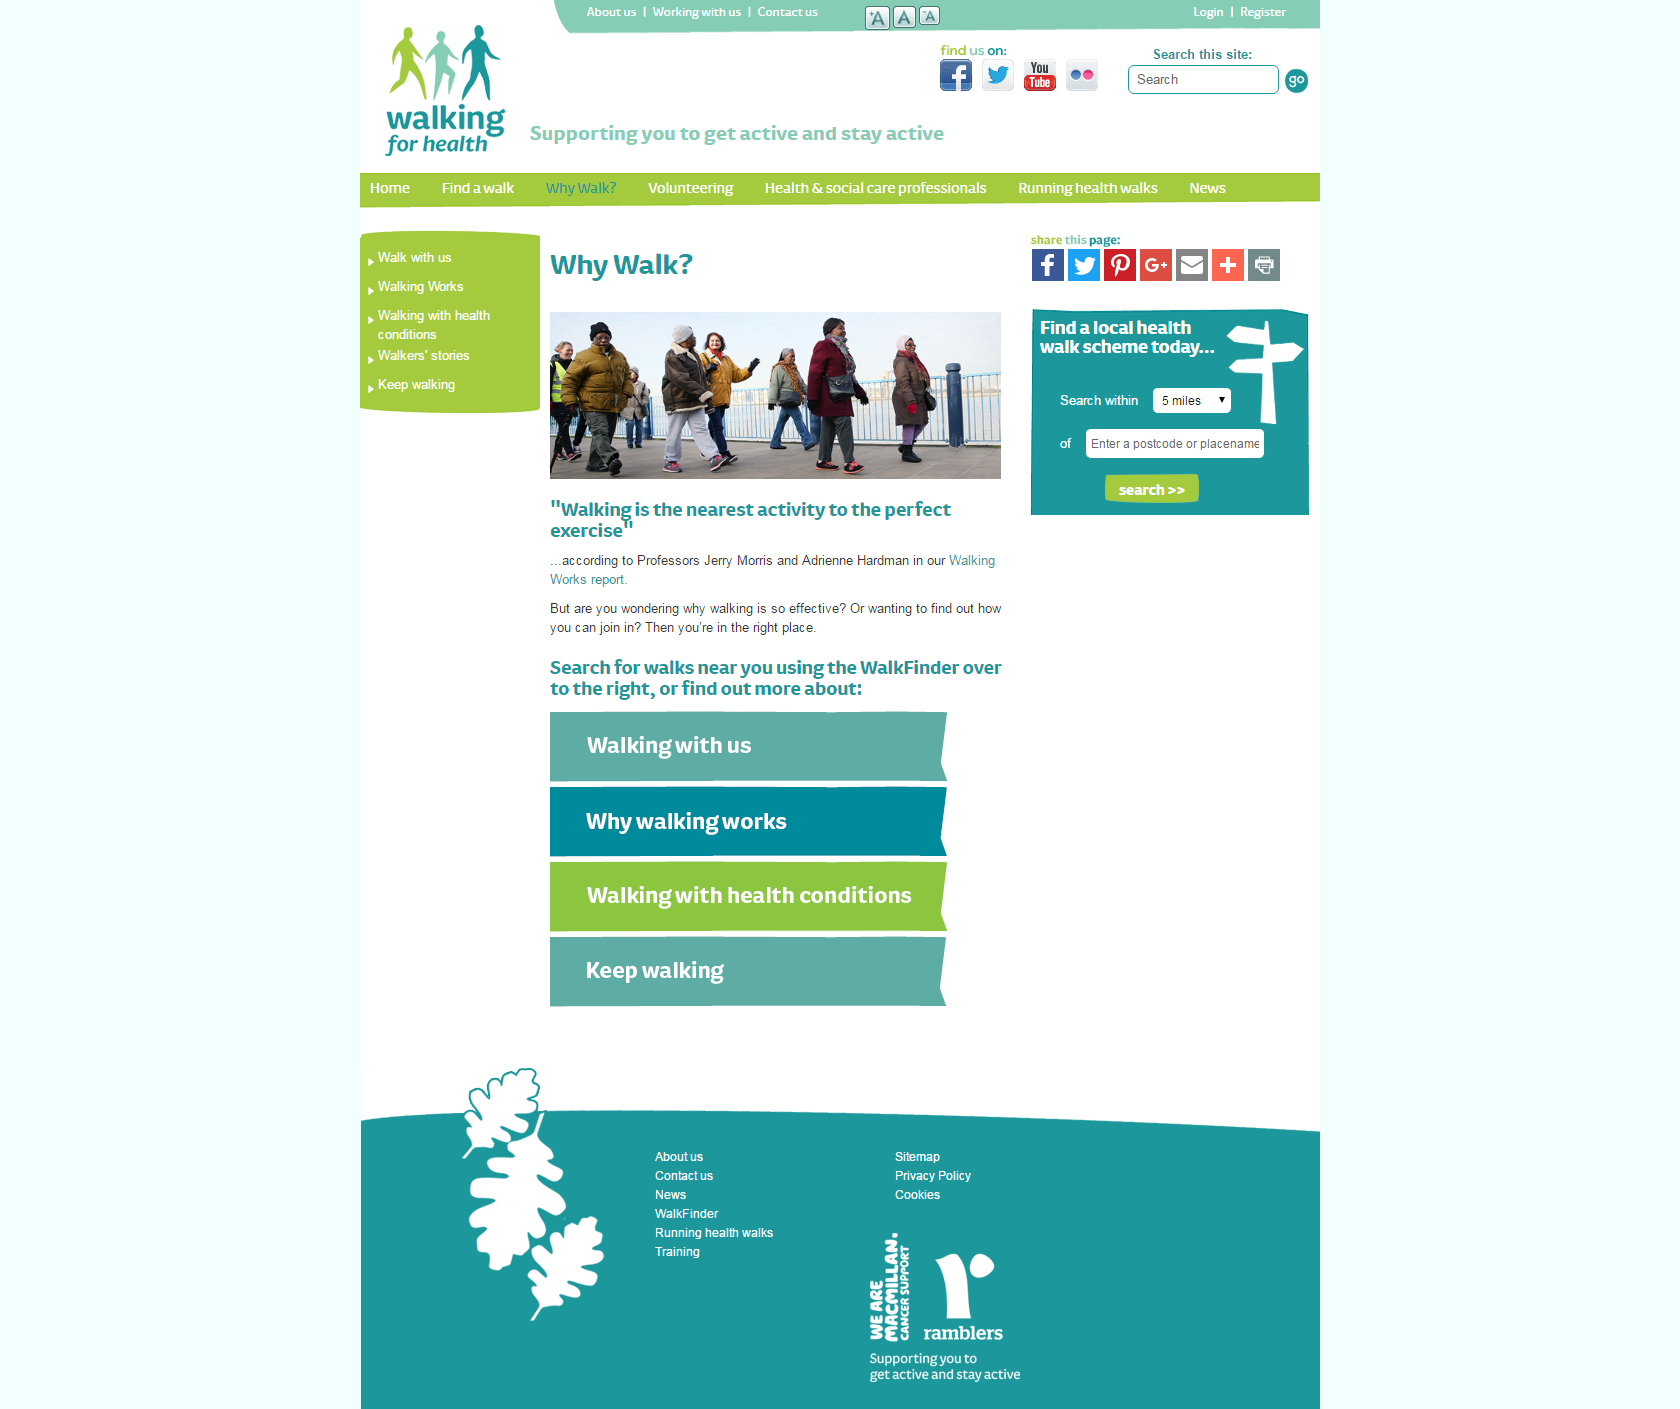 About us | Working with us | Contact us
+A A -A
Login | Register
walking
for health
find us on:
You
Tube
Search this site:
Search
go
Supporting you to get active and stay active
Home Find a walk Why Walk? Volunteering Health & social care professionals Running health walks News
Walk with us
Walking Works
Walking with health
conditions
Walkers' stories
Keep walking
Why Walk?
"Walking is the nearest activity to the perfect
exercise"
...according to Professors Jerry Morris and Adrienne Hardman in our Walking
Works report.
But are you wondering why walking is so effective? Or wanting to find out how
you can join in? Then you're in the right place.
Search for walks near you using the WalkFinder over
to the right, or find out more about:
Walking with us
Why walking works
Walking with health conditions
Keep walking
share this page:
G+
Find a local health
walk scheme today...
Search within 5 miles
of Enter a postcode or placename
search >>
About us
Contact us
News
WalkFinder
Running health walks
Training
Sitemap
Privacy Policy
Cookies
WE ARE
MACMILLAN.
CANCER SUPPORT
ramblers
Supporting you to
get active and stay active